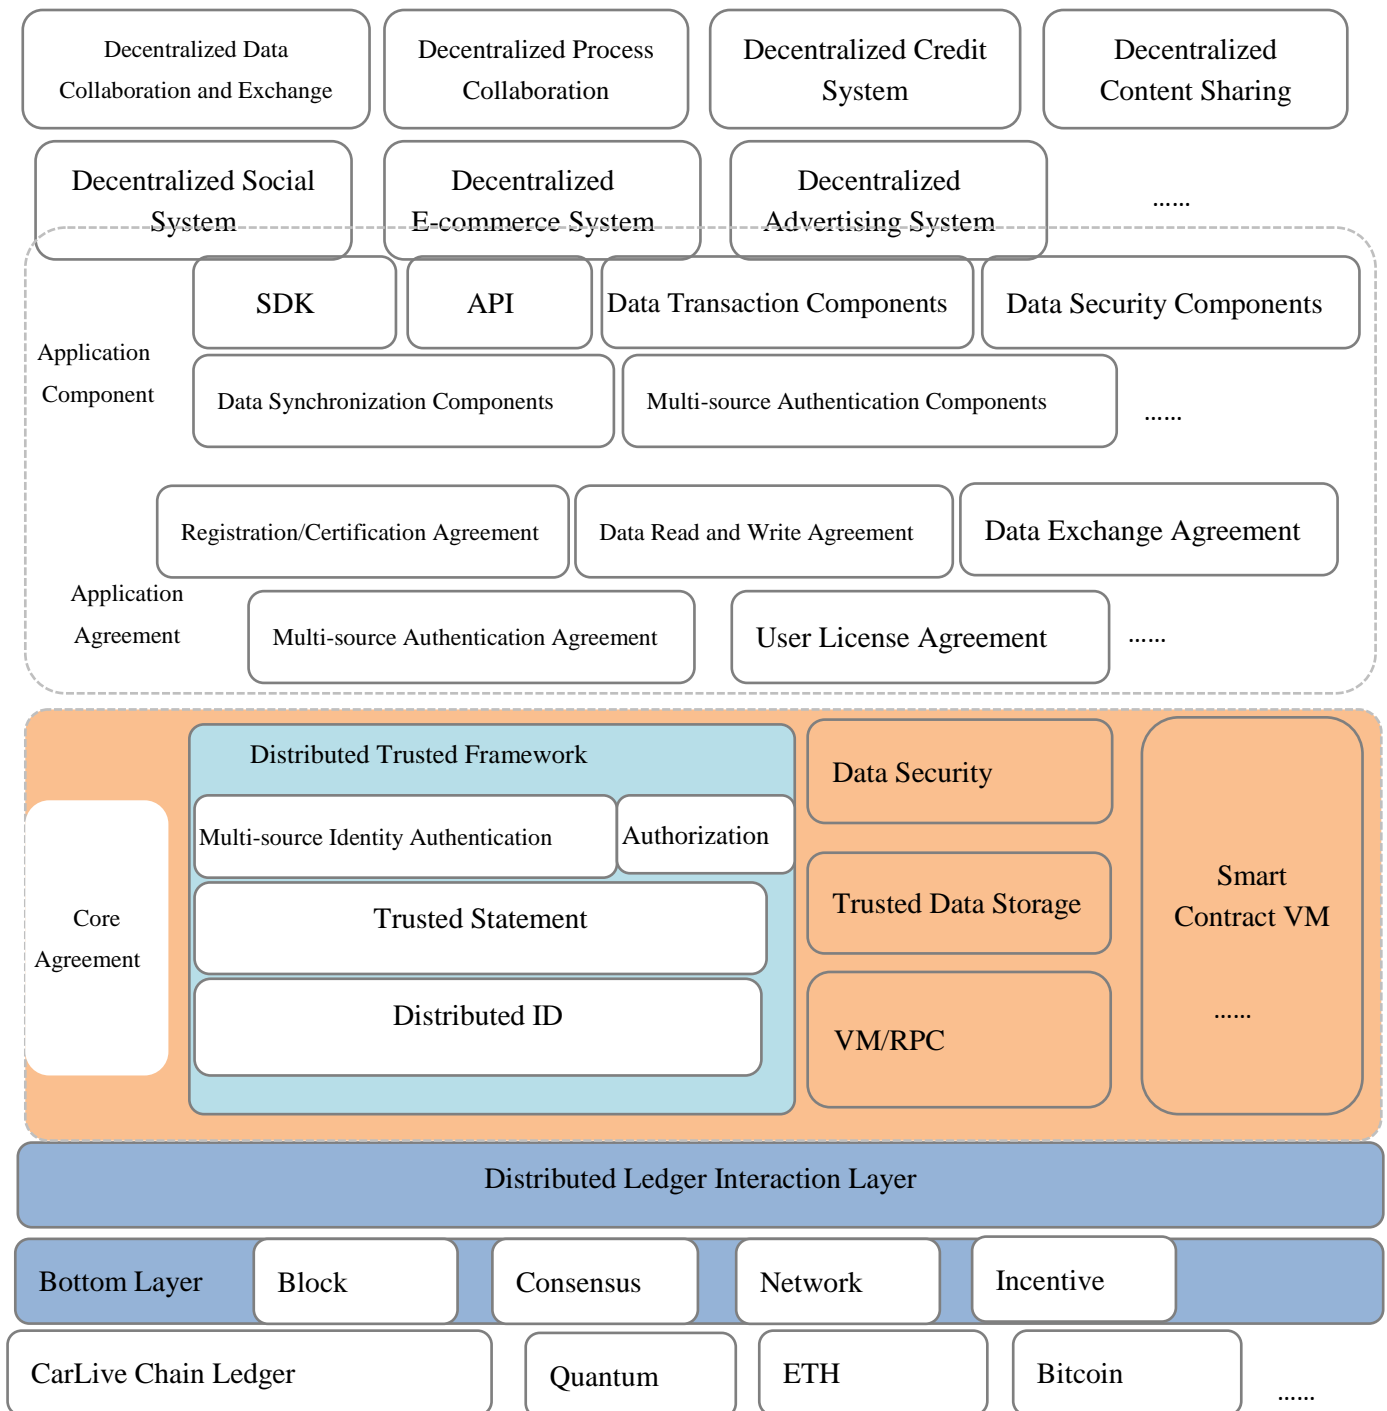 Decentralized Data
Collaboration and Exchange
Decentralized Process
Collaboration
Decentralized Credit
System
Decentralized
Content Sharing
Decentralized Social
System
Decentralized
E-commerce System
Decentralized
Advertising System
......
Application
Component
SDK
API
Data Transaction Components
Data Security Components
Data Synchronization Components
Multi-source Authentication Components
......
Registration/Certification Agreement
Data Read and Write Agreement
Data Exchange Agreement
Application
Agreement
Multi-source Authentication Agreement
User License Agreement
......
Core
Agreement
Distributed Trusted Framework
Multi-source Identity Authentication
Authorization
Trusted Statement
Distributed ID
Data Security
Trusted Data Storage
VM/RPC
Smart
Contract VM
......
Distributed Ledger Interaction Layer
Bottom Layer
Block
Consensus
Network
Incentive
CarLive Chain Ledger
Quantum
ETH
Bitcoin
......